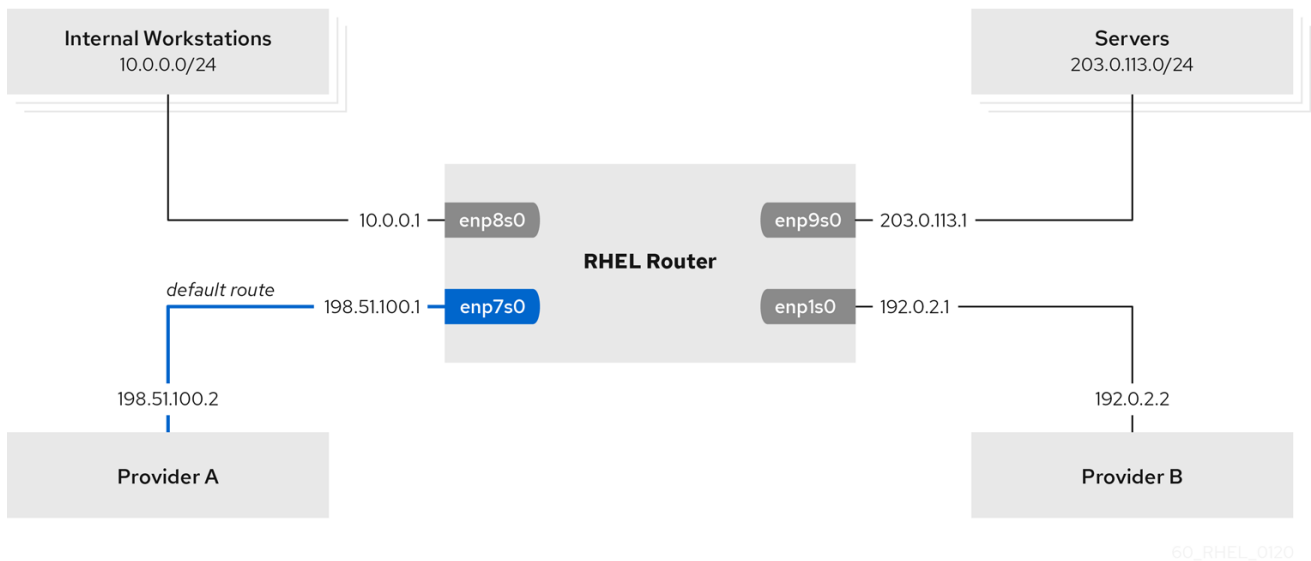 Internal Workstations
10.0.0.0/24
Servers
203.0.113.0/24
10.0.0.1
enp8s0
enp9s0
203.0.113.1
RHEL Router
default route
198.51.100.1
enp7s0
enp1s0
192.0.2.1
198.51.100.2
192.0.2.2
Provider A
Provider B
60_RHEL_0120